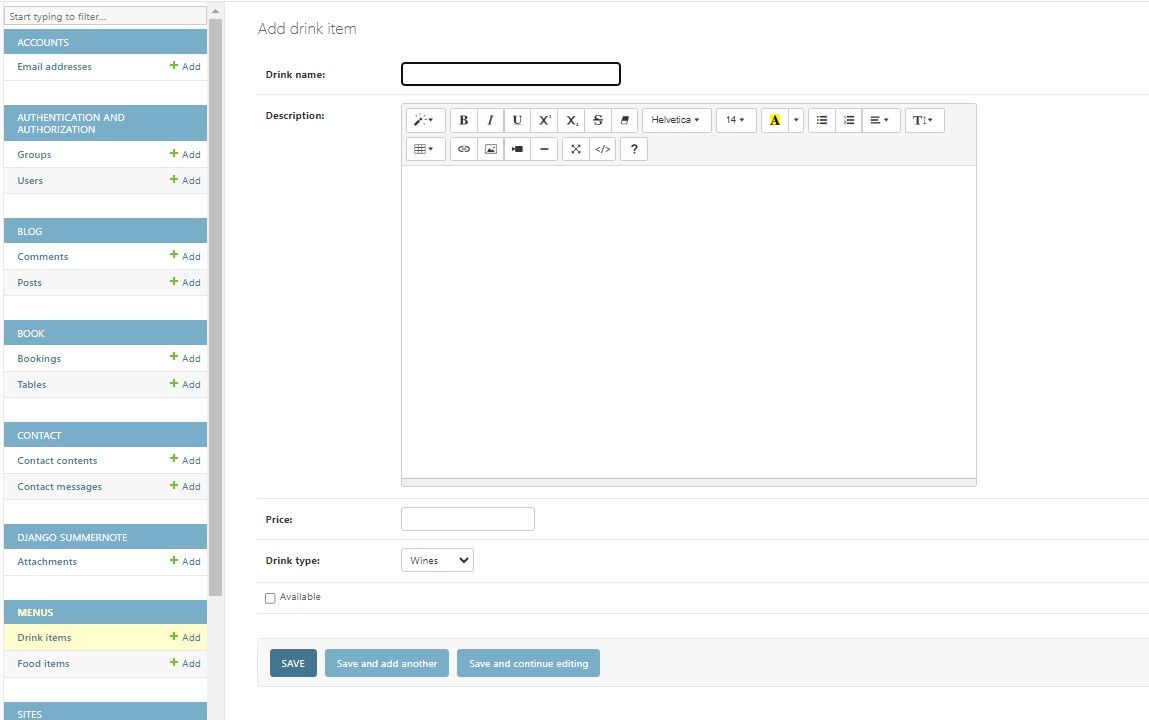 Start typing to filter...
ACCOUNTS
Email addresses + Add
AUTHENTICATION AND
AUTHORIZATION
Groups + Add
Users + Add
BLOG
Comments + Add
Posts + Add
BOOK
Bookings + Add
Tables + Add
CONTACT
Contact contents + Add
Contact messages + Add
DJANGO SUMMERNOTE
Attachments + Add
MENUS
Drink items + Add
Food items + Add
SITES
Add drink item
Drink name:
Description:
B I U X² X₂ S Helvetica 14 A T
</> ?
Price:
Drink type: Wines
Available
SAVE Save and add another Save and continue editing